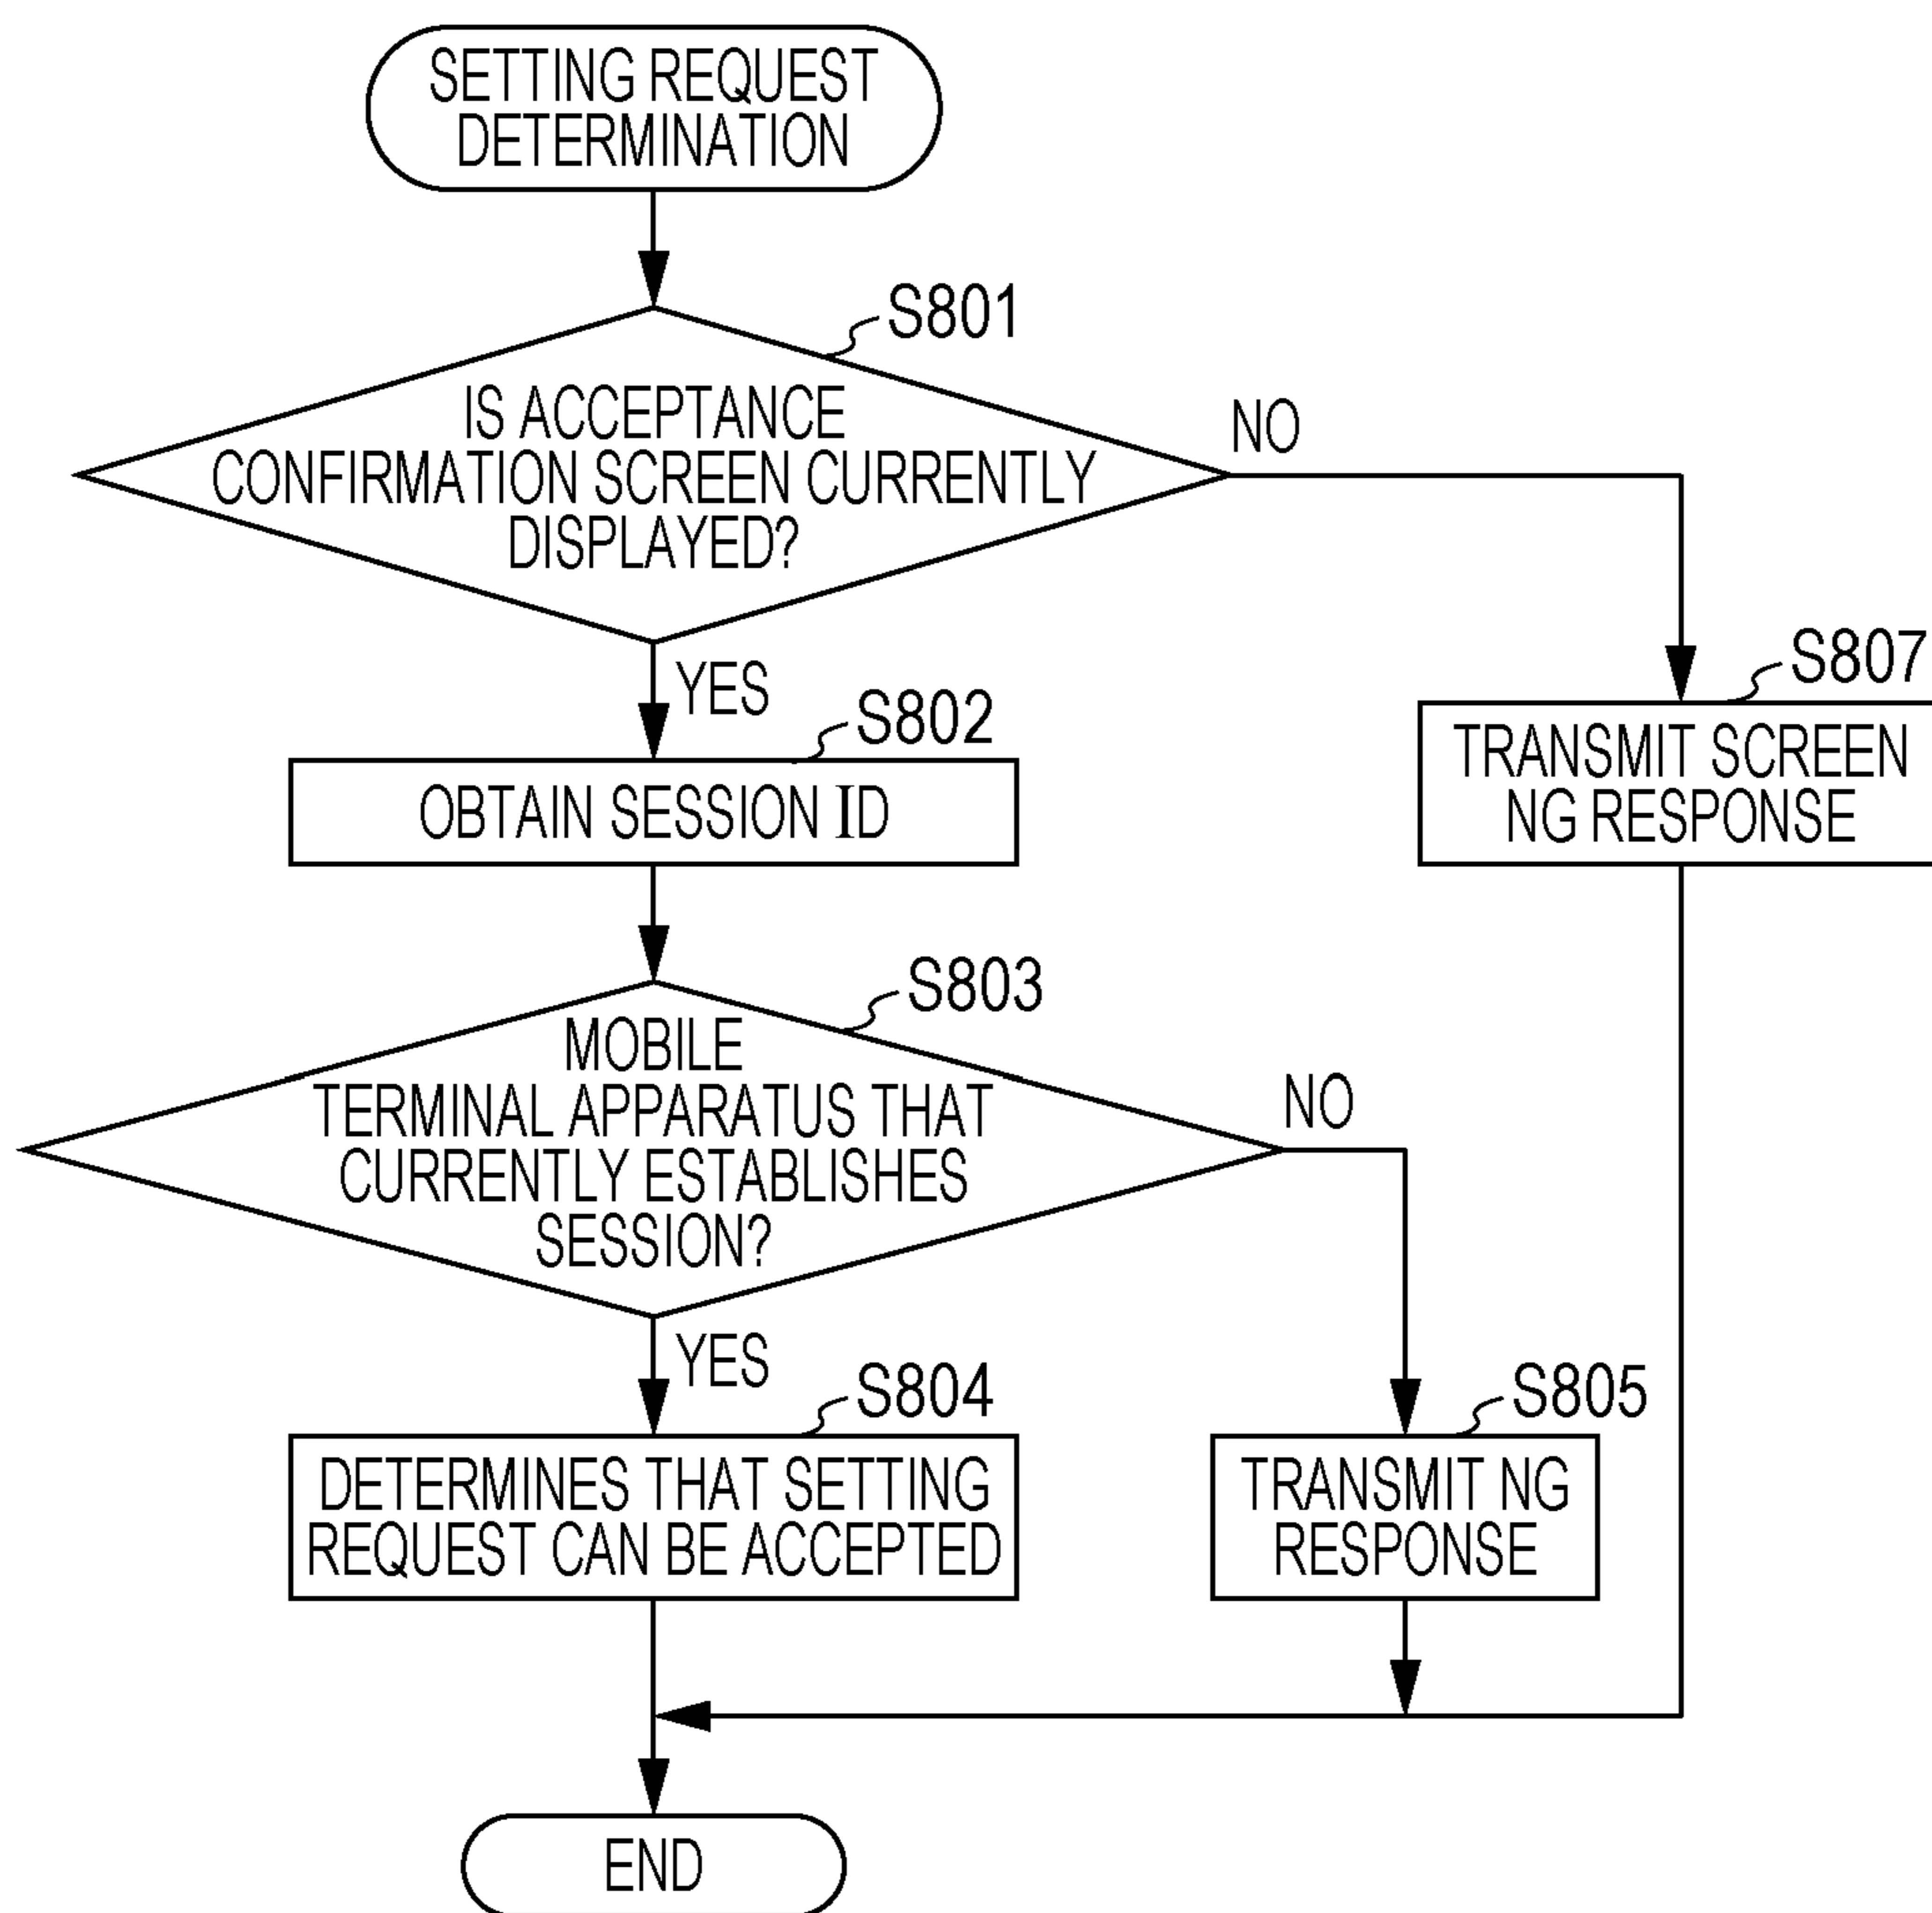 SETTING REQUEST
DETERMINATION
S801
IS ACCEPTANCE
CONFIRMATION SCREEN CURRENTLY
DISPLAYED?
NO
YES
S802
OBTAIN SESSION ID
S807
TRANSMIT SCREEN
NG RESPONSE
S803
MOBILE
TERMINAL APPARATUS THAT
CURRENTLY ESTABLISHES
SESSION?
NO
YES
S804
DETERMINES THAT SETTING
REQUEST CAN BE ACCEPTED
S805
TRANSMIT NG
RESPONSE
END